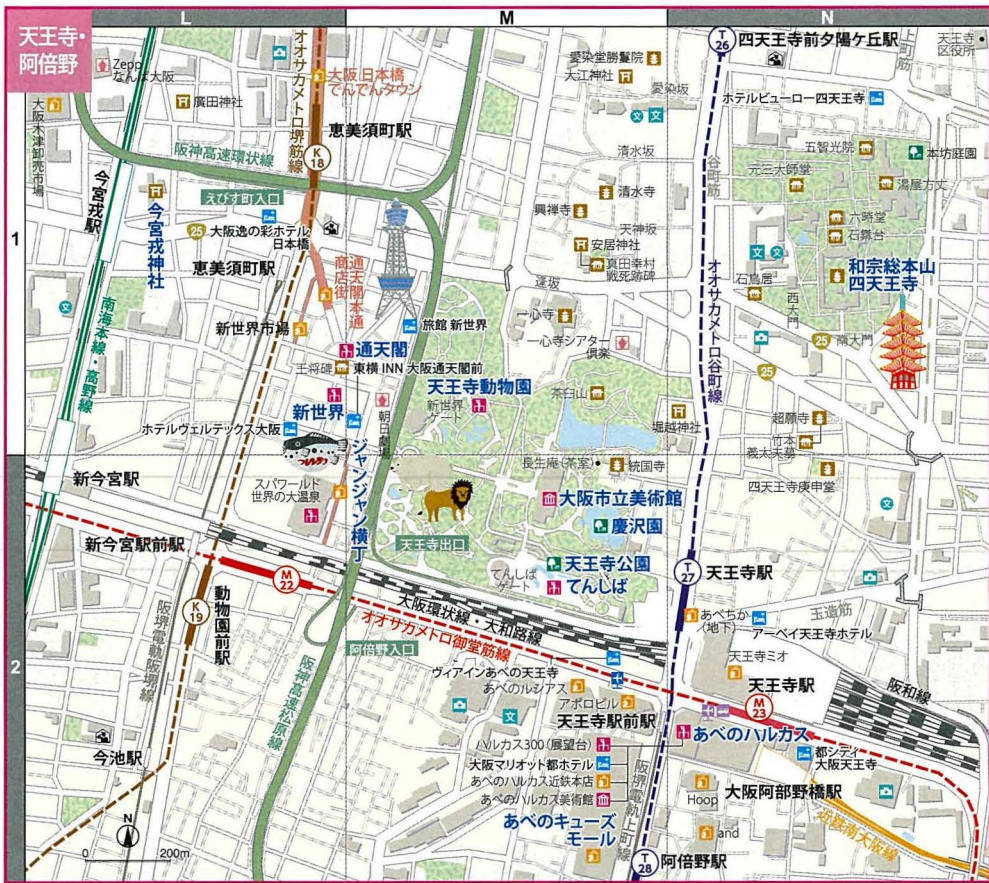 天王寺・
阿倍野
L
M
N
1
2
Zepp
なんば大阪
大阪木津卸売市場
廣田神社
オオサカメトロ堺筋線
大阪 日本橋
でんでんタウン
恵美須町駅
K
18
阪神高速環状線
えびす町入口
今宮戎駅
今宮戎神社
25
大阪逸の彩ホテル
日本橋
恵美須町駅
通天閣本通
商店街
南海本線・高野線
新世界市場
旅館 新世界
通天閣
王将碑
東横 INN 大阪通天閣前
新世界
朝日劇場
ホテルヴェルテックス大阪
ジャンジャン横丁
スパワールド
世界の大温泉
愛染堂勝鬘院
大江神社
愛染坂
清水坂
清水寺
興禅寺
天神坂
安居神社
真田幸村
戦死跡碑
逢坂
一心寺
一心寺シアター
倶楽
天王寺動物園
新世界
ゲート
茶臼山
堀越神社
長生庵(茶室)
統国寺
大阪市立美術館
慶沢園
天王寺公園
てんしば
てんしば
ゲート
天王寺出口
T
26
四天王寺前夕陽ケ丘駅
天王寺
区役所
ホテルビューロー四天王寺
谷町筋
五智光院
本坊庭園
元三大師堂
湯屋方丈
六時堂
石舞台
和宗総本山
四天王寺
石鳥居
西大門
南大門
25
25
オオサカメトロ谷町線
超願寺
竹本
義太夫墓
四天王寺庚申堂
新今宮駅
新今宮駅前駅
M
22
K
19
動物園前駅
阪堺電軌阪堺線
今池駅
大阪環状線・大和路線
オオサカメトロ御堂筋線
阿倍野入口
阪神高速松原線
T
27
天王寺駅
玉造筋
あべちか
(地下)
アーベイ天王寺ホテル
天王寺ミオ
天王寺駅
阪和線
M
23
ヴィアインあべの天王寺
あべのルシアス
アポロビル
天王寺駅前駅
あべのハルカス
ハルカス300(展望台)
大阪マリオット都ホテル
あべのハルカス近鉄本店
あべのハルカス美術館
あべのキューズ
モール
阪堺電軌上町線
都シティ
大阪天王寺
大阪阿部野橋駅
Hoop
and
近鉄南大阪線
T
28
阿倍野駅
N
0
200m